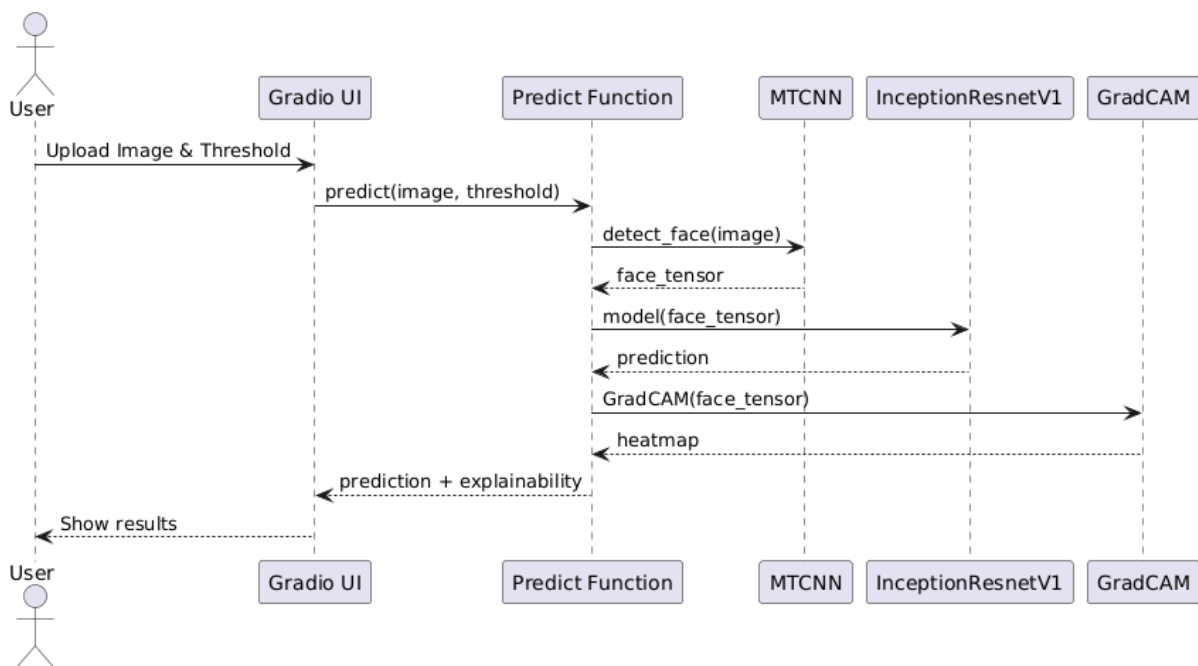 User
Gradio UI
Predict Function
MTCNN
InceptionResnetV1
GradCAM
Upload Image & Threshold
predict(image, threshold)
detect_face(image)
face_tensor
model(face_tensor)
prediction
GradCAM(face_tensor)
heatmap
prediction + explainability
Show results
User
Gradio UI
Predict Function
MTCNN
InceptionResnetV1
GradCAM